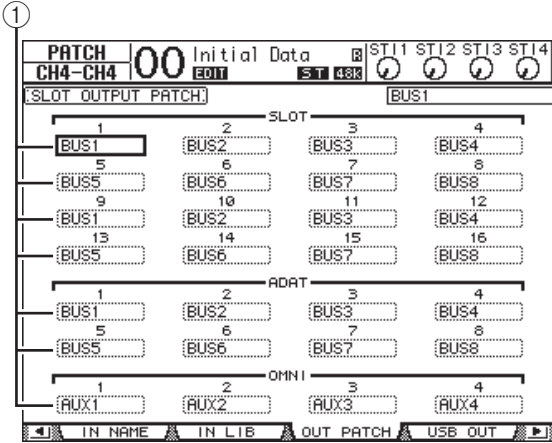 ①
PATCH
CH4-CH4
00 Initial Data R
EDIT ST 48K
STI1 STI2 STI3 STI4
SLOT OUTPUT PATCH
BUS1
SLOT
1 2 3 4
BUS1 BUS2 BUS3 BUS4
5 6 7 8
BUS5 BUS6 BUS7 BUS8
9 10 11 12
BUS1 BUS2 BUS3 BUS4
13 14 15 16
BUS5 BUS6 BUS7 BUS8
ADAT
1 2 3 4
BUS1 BUS2 BUS3 BUS4
5 6 7 8
BUS5 BUS6 BUS7 BUS8
OMNI
1 2 3 4
AUX1 AUX2 AUX3 AUX4
IN NAME IN LIB OUT PATCH USB OUT